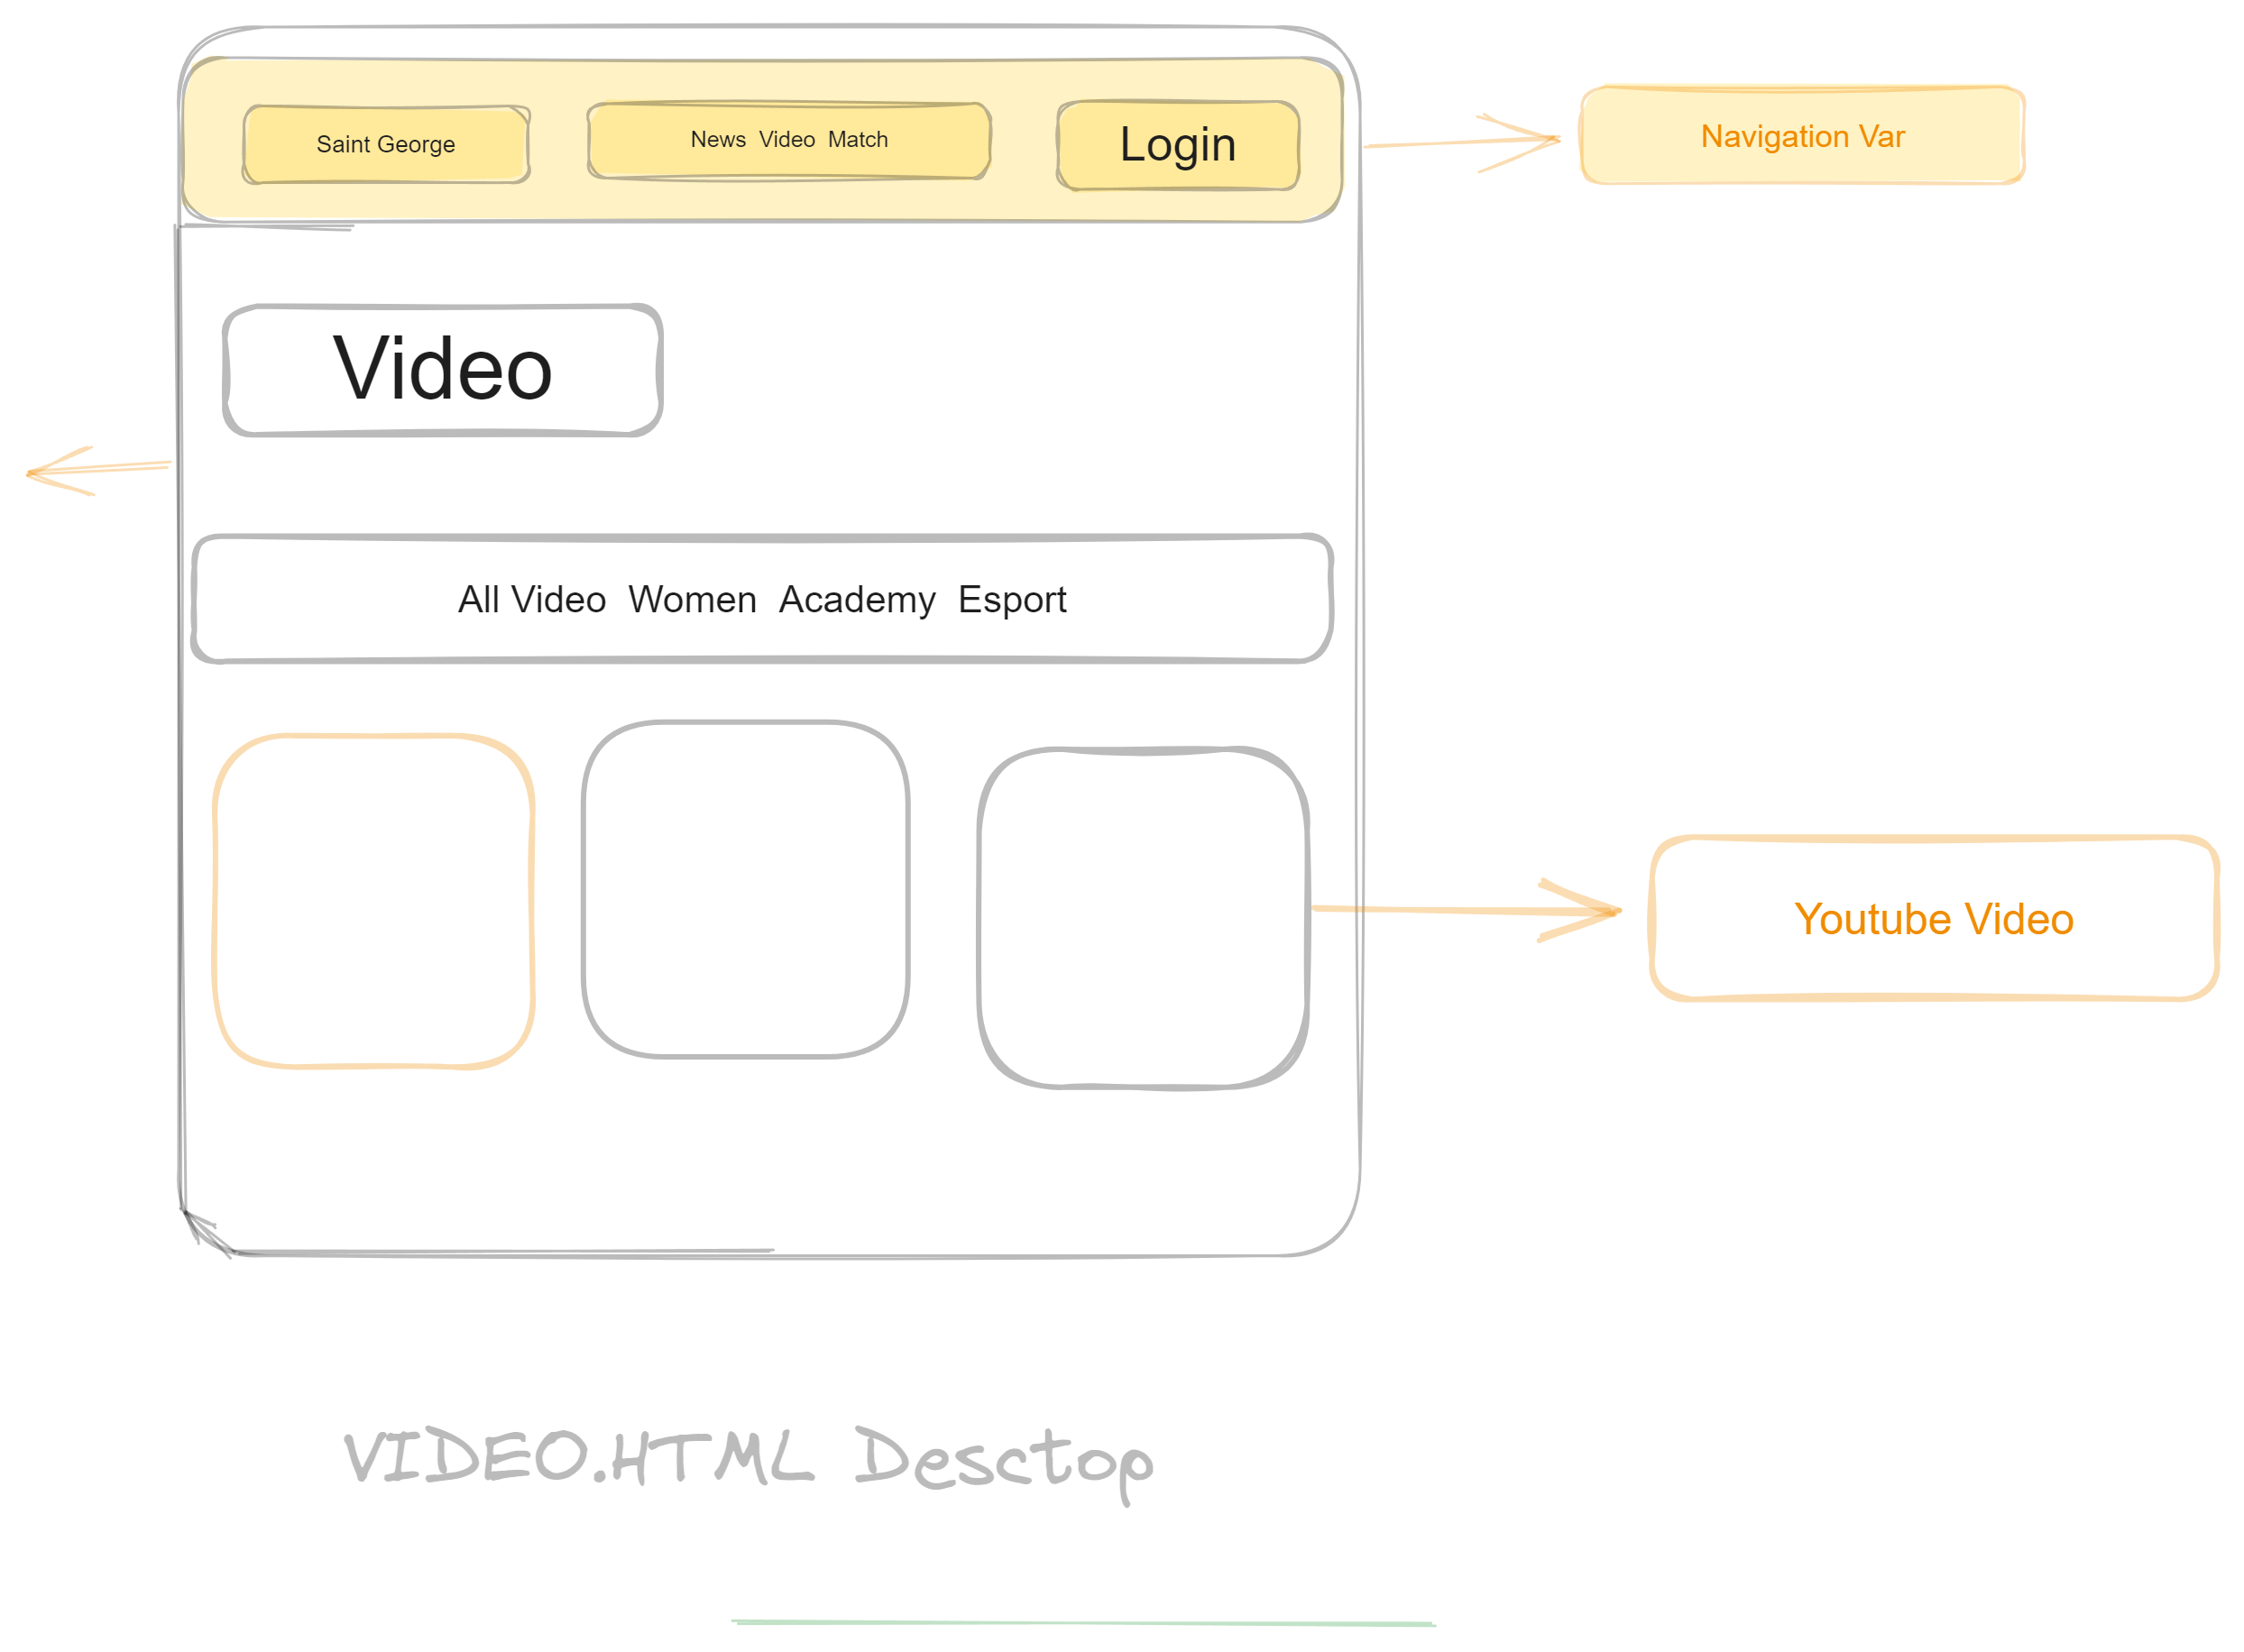 Saint George
News Video Match
Login
Navigation Var
Video
All Video Women Academy Esport
Youtube Video
VIDEO.HTML Desctop